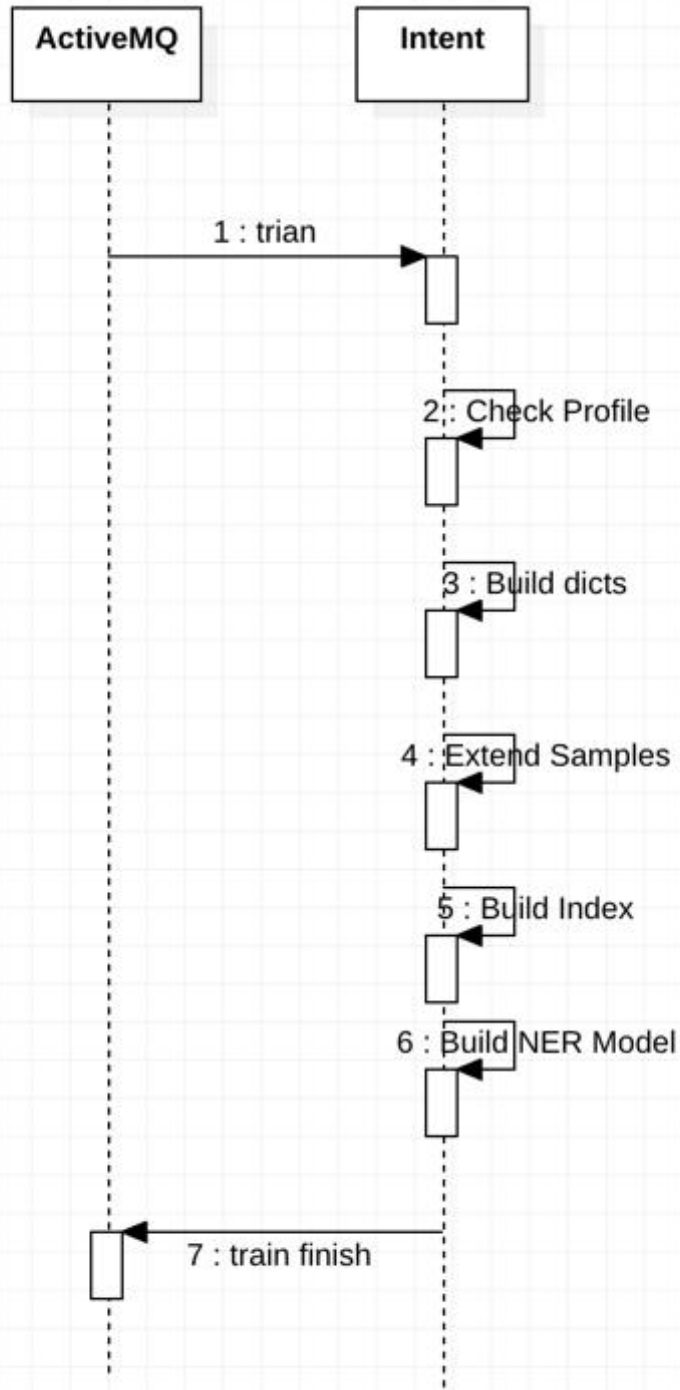 ActiveMQ
Intent
1 : trian
2 : Check Profile
3 : Build dicts
4 : Extend Samples
5 : Build Index
6 : Build NER Model
7 : train finish